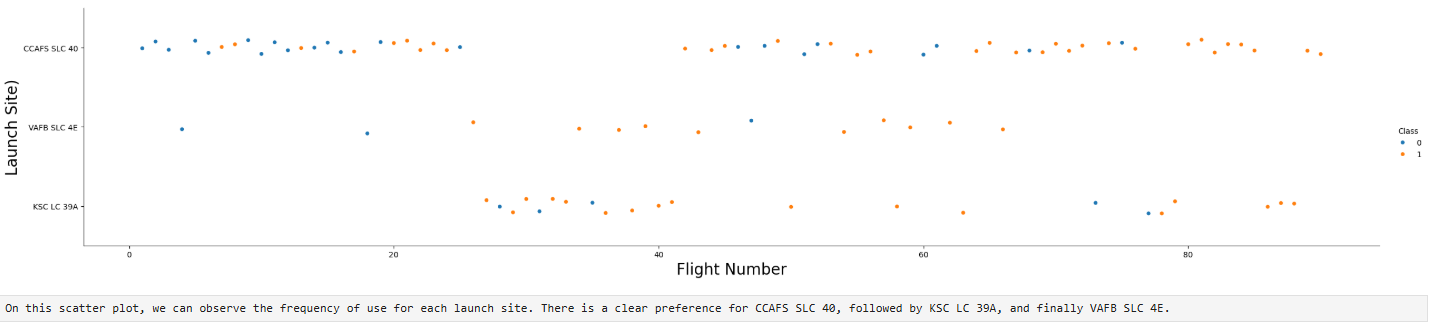 CCAFS SLC 40
VAFB SLC 4E
KSC LC 39A
Launch Site)
Class
0
1
0 20 40 60 80
Flight Number
On this scatter plot, we can observe the frequency of use for each launch site. There is a clear preference for CCAFS SLC 40, followed by KSC LC 39A, and finally VAFB SLC 4E.